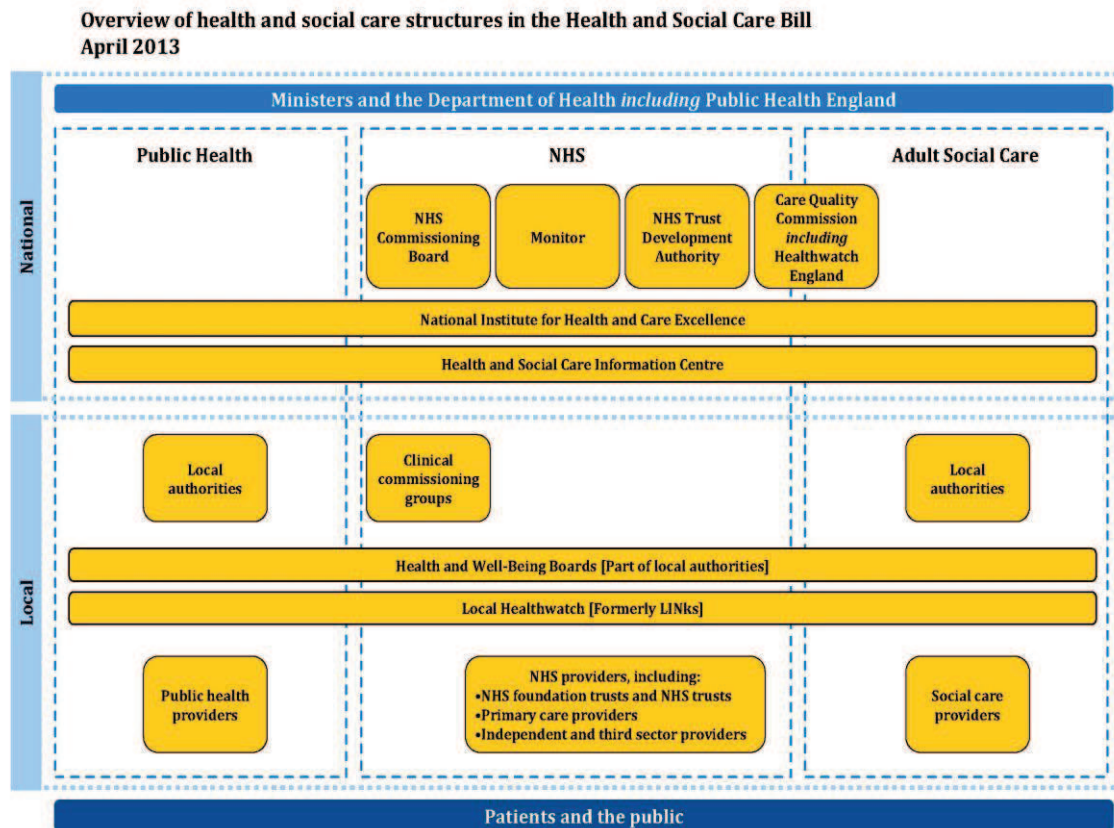 Overview of health and social care structures in the Health and Social Care Bill
April 2013
Ministers and the Department of Health including Public Health England
National
Public Health
NHS
Adult Social Care
NHS
Commissioning
Board
Monitor
NHS Trust
Development
Authority
Care Quality
Commission
including
Healthwatch
England
National Institute for Health and Care Excellence
Health and Social Care Information Centre
Local
Local
authorities
Clinical
commissioning
groups
Local
authorities
Health and Well-Being Boards [Part of local authorities]
Local Healthwatch [Formerly LINks]
Public health
providers
NHS providers, including:
•NHS foundation trusts and NHS trusts
•Primary care providers
•Independent and third sector providers
Social care
providers
Patients and the public